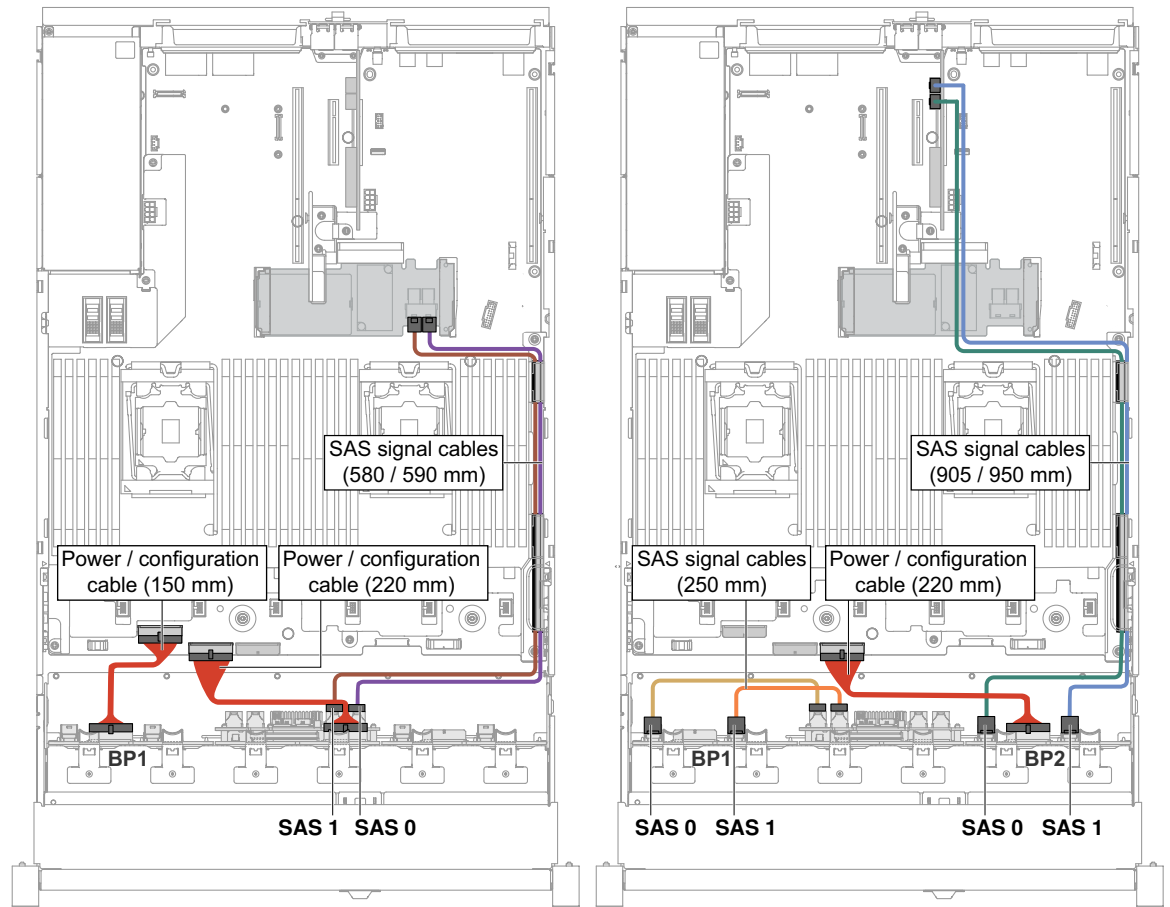 SAS signal cables
(580 / 590 mm)
Power / configuration
cable (150 mm)
Power / configuration
cable (220 mm)
BP1
SAS 1
SAS 0
SAS signal cables
(905 / 950 mm)
SAS signal cables
(250 mm)
Power / configuration
cable (220 mm)
BP1
BP2
SAS 0
SAS 1
SAS 0
SAS 1